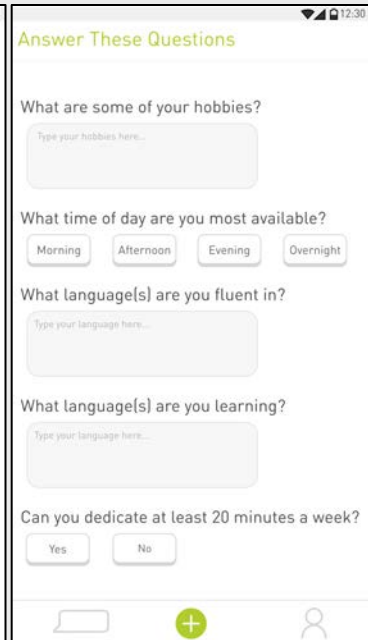 12:30
Answer These Questions
What are some of your hobbies?
Type your hobbies here...
What time of day are you most available?
Morning Afternoon Evening Overnight
What language(s) are you fluent in?
Type your language here...
What language(s) are you learning?
Type your language here...
Can you dedicate at least 20 minutes a week?
Yes No